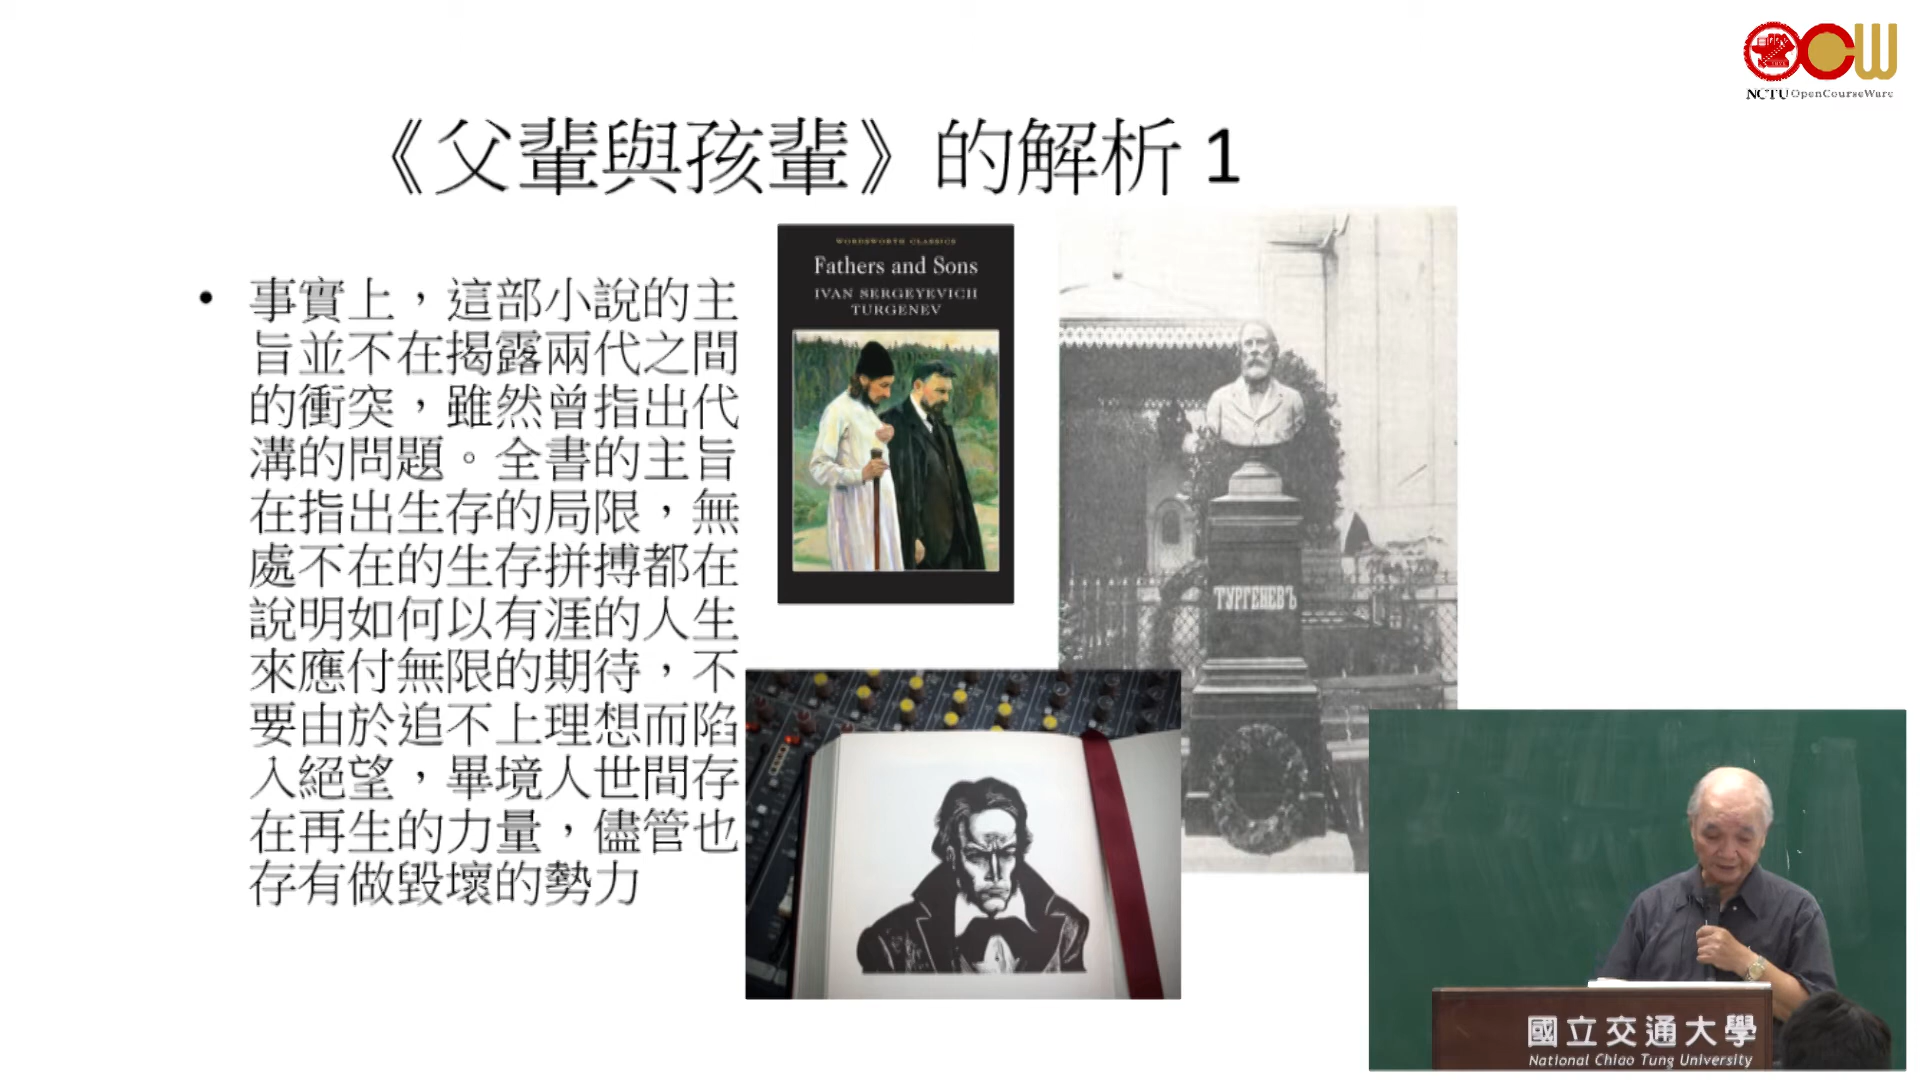 NCTU OpenCourseWare
《父輩與孩輩》的解析 1
• 事實上，這部小說的主
旨並不在揭露兩代之間
的衝突，雖然曾指出代
溝的問題。全書的主旨
在指出生存的局限，無
處不在的生存拼搏都在
說明如何以有涯的人生
來應付無限的期待，不
要由於追不上理想而陷
入絕望，畢境人世間存
在再生的力量，儘管也
存有做毀壞的勢力
WORDSWORTH CLASSICS
Fathers and Sons
IVAN SERGEYEVICH
TURGENEV
ТУРГЕНЕВЪ
國立交通大學
National Chiao Tung University